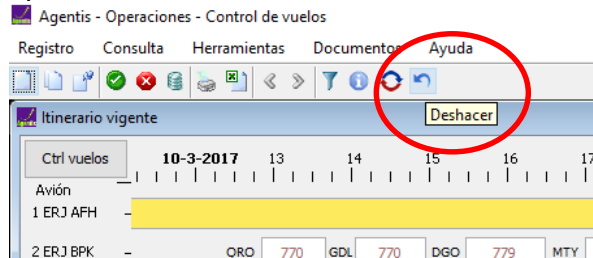 Agentis - Operaciones - Control de vuelos
Registro Consulta Herramientas Documentos Ayuda
Deshacer
Itinerario vigente
Ctrl vuelos 10-3-2017 13 14 15 16 17
Avión
1 ERJ AFH
2 ERJ BPK QRO 770 GDL 770 DGO 779 MTY